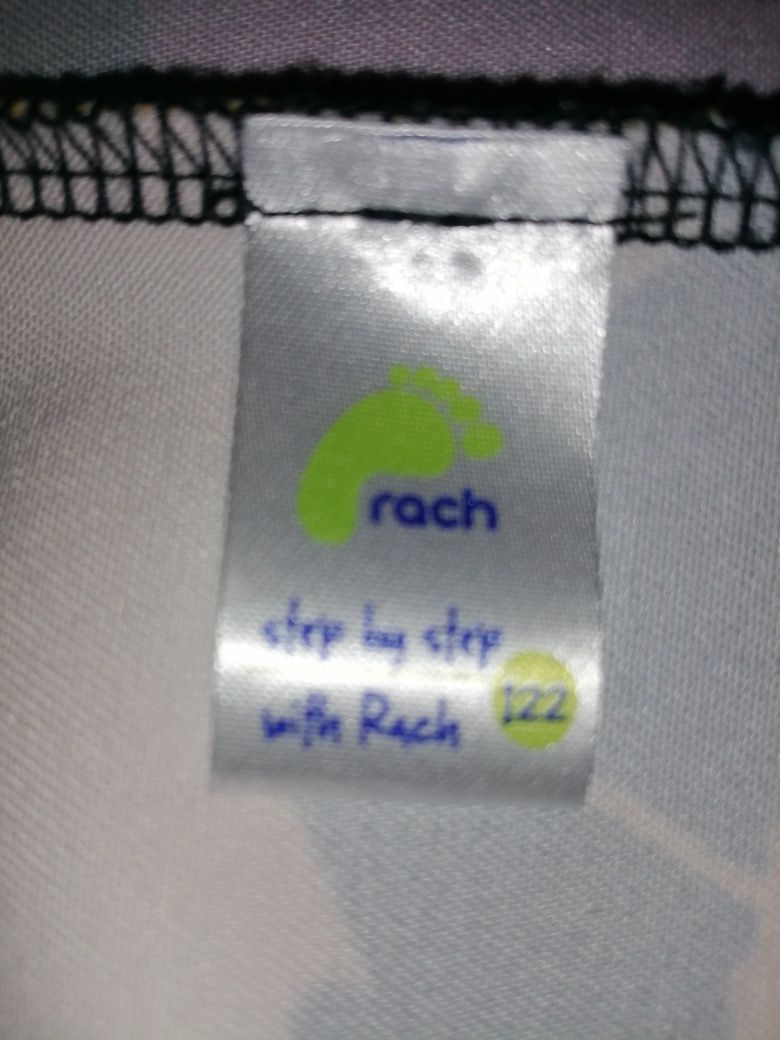 rach
step by step
with Rach
122